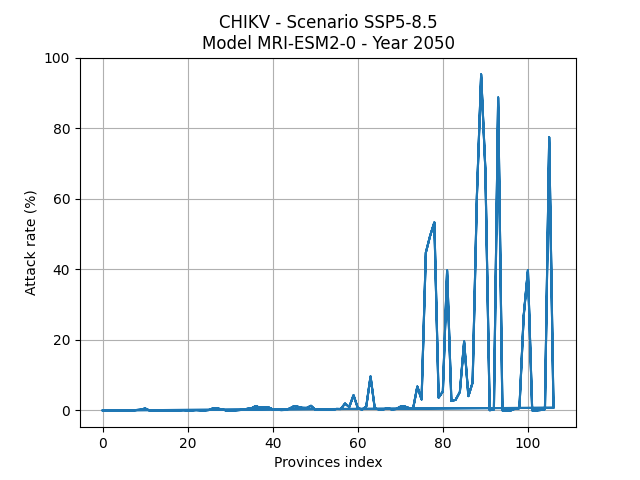 CHIKV - Scenario SSP5-8.5
Model MRI-ESM2-0 - Year 2050
100
80
60
40
20
0
Attack rate (%)
0 20 40 60 80 100
Provinces index